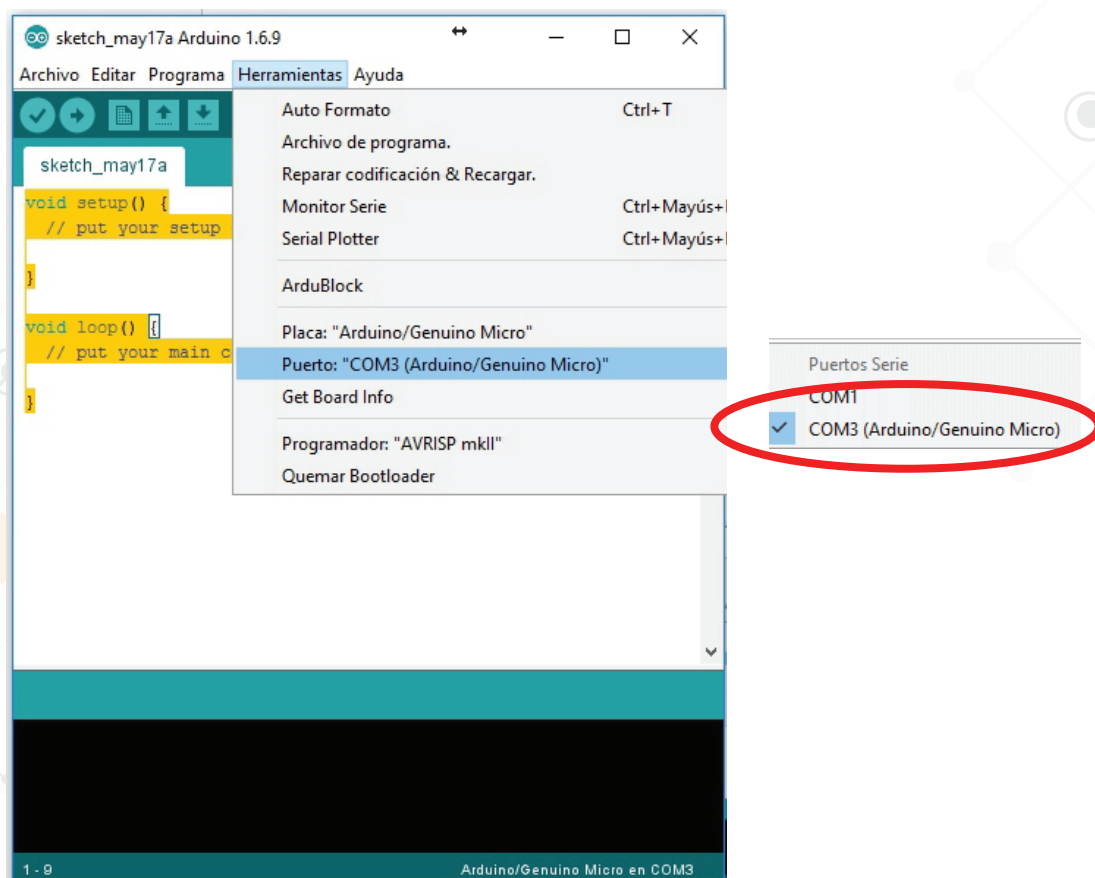 sketch_may17a Arduino 1.6.9
Archivo Editar Programa Herramientas Ayuda
sketch_may17a
void setup() {
// put your setup
}
void loop() {
// put your main c
}
Auto Formato Ctrl+T
Archivo de programa.
Reparar codificación & Recargar.
Monitor Serie Ctrl+Mayús+
Serial Plotter Ctrl+Mayús+
ArduBlock
Placa: "Arduino/Genuino Micro"
Puerto: "COM3 (Arduino/Genuino Micro)"
Get Board Info
Programador: "AVRISP mkII"
Quemar Bootloader
Puertos Serie
COM1
COM3 (Arduino/Genuino Micro)
1 - 9 Arduino/Genuino Micro en COM3